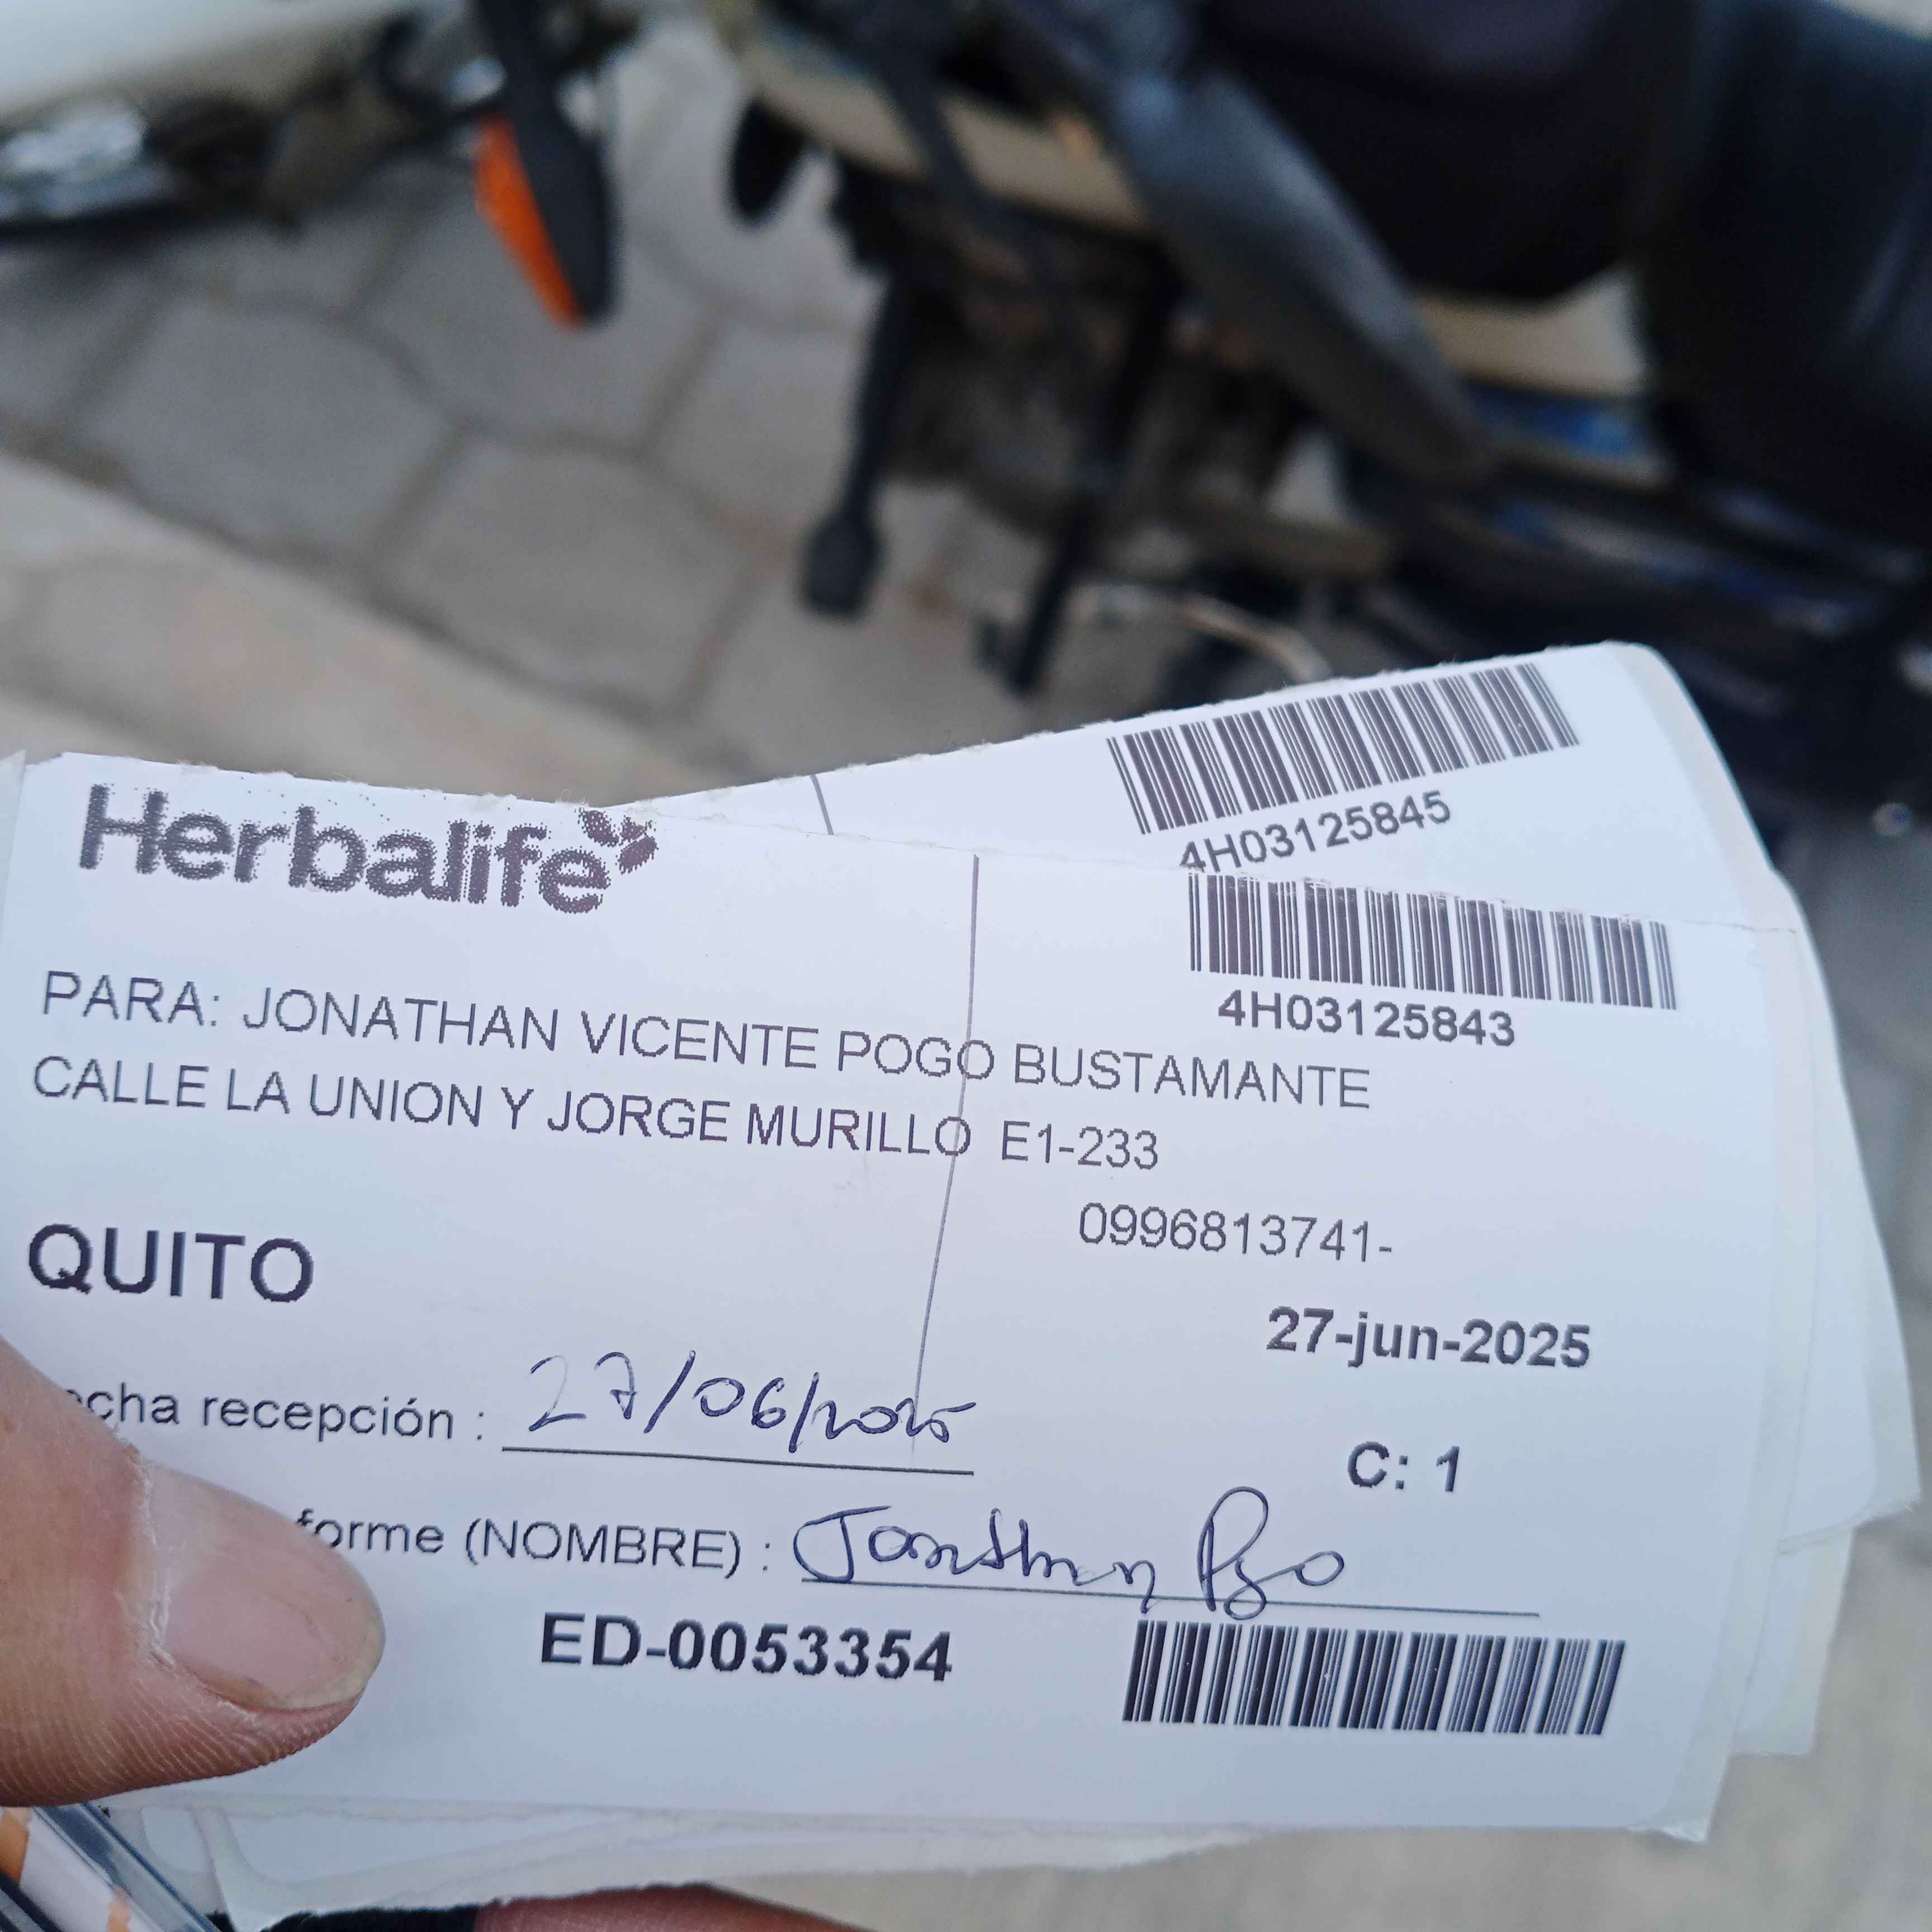 4H03125845
Herbalife
4H03125843
PARA: JONATHAN VICENTE POGO BUSTAMANTE
CALLE LA UNION Y JORGE MURILLO E1-233
0996813741-
QUITO
27-jun-2025
cha recepción : 27/06/2025
C: 1
forme (NOMBRE) : Jonathan Pogo
ED-0053354